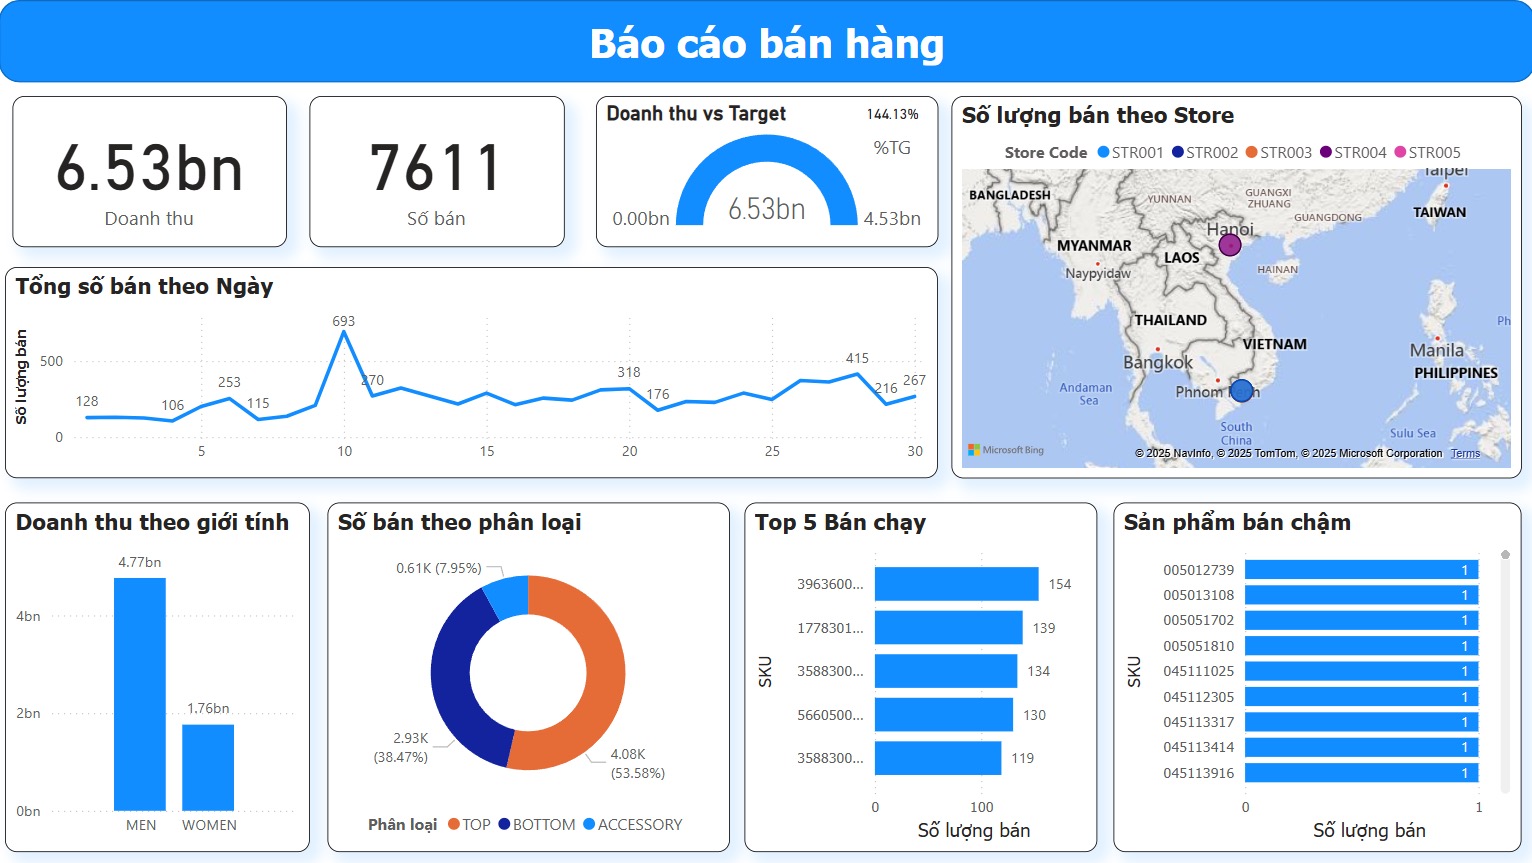 Báo cáo bán hàng
6.53bn
Doanh thu
7611
Số bán
Doanh thu vs Target
144.13%
%TG
0.00bn
6.53bn
4.53bn
Số lượng bán theo Store
Store Code STR001 STR002 STR003 STR004 STR005
BANGLADESH
YUNNAN
GUANGXI
ZHUANG
GUANGDONG
Taipei
TAIWAN
MYANMAR
Hanoi
LAOS
Naypyidaw
HAINAN
THAILAND
VIETNAM
Bangkok
Manila
Ph
PHILIPPINES
Andaman
Sea
Phnom
South
China
Sulu Sea
Microsoft Bing
© 2025 NavInfo, © 2025 TomTom, © 2025 Microsoft Corporation Terms
Tổng số bán theo Ngày
Số lượng bán
500
0
128
106
253
115
693
270
318
176
415
216
267
5
10
15
20
25
30
Doanh thu theo giới tính
4.77bn
1.76bn
4bn
2bn
0bn
MEN
WOMEN
Số bán theo phân loại
0.61K (7.95%)
2.93K
(38.47%)
4.08K
(53.58%)
Phân loại TOP BOTTOM ACCESSORY
Top 5 Bán chạy
SKU
3963600... 154
1778301... 139
3588300... 134
5660500... 130
3588300... 119
0
100
Số lượng bán
Sản phẩm bán chậm
SKU
005012739 1
005013108 1
005051702 1
005051810 1
045111025 1
045112305 1
045113317 1
045113414 1
045113916 1
0
1
Số lượng bán